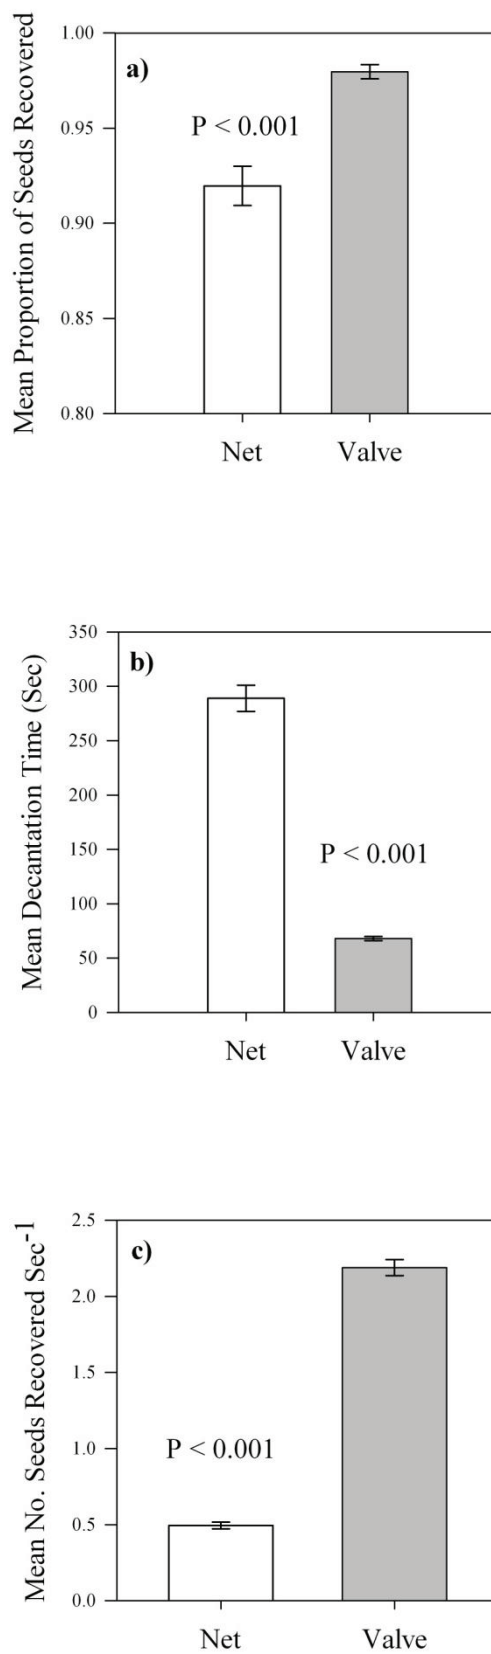 Mean Proportion of Seeds Recovered
1.00
0.95
0.90
0.85
0.80
a)
P < 0.001
Net
Valve
Mean Decantation Time (Sec)
350
300
250
200
150
100
50
0
b)
P < 0.001
Net
Valve
Mean No. Seeds Recovered Sec-1
2.5
2.0
1.5
1.0
0.5
0.0
c)
P < 0.001
Net
Valve